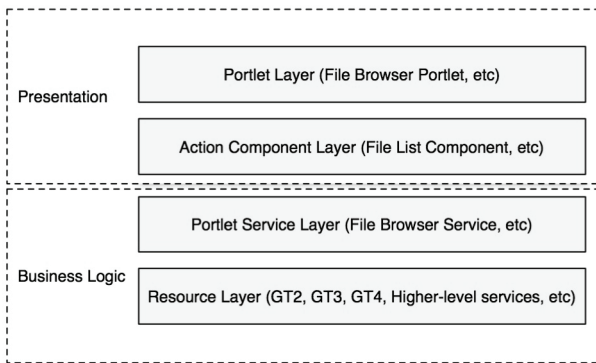 Presentation
Portlet Layer (File Browser Portlet, etc)
Action Component Layer (File List Component, etc)
Business Logic
Portlet Service Layer (File Browser Service, etc)
Resource Layer (GT2, GT3, GT4, Higher-level services, etc)